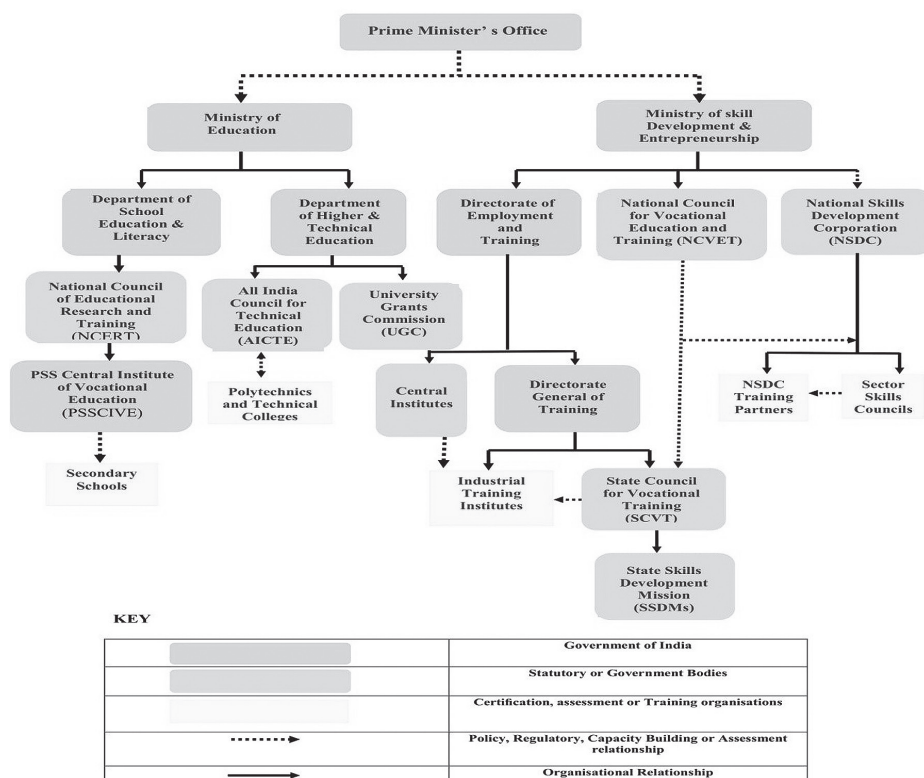 Prime Minister' s Office
Ministry of
Education
Ministry of skill
Development &
Entrepreneurship
Department of
School
Education &
Literacy
Department
of Higher &
Technical
Education
Directorate of
Employment
and
Training
National Council
for Vocational
Education and
Training (NCVET)
National Skills
Development
Corporation
(NSDC)
National Council
of Educational
Research and
Training
(NCERT)
All India
Council for
Technical
Education
(AICTE)
University
Grants
Commission
(UGC)
PSS Central Institute
of Vocational
Education
(PSSCIVE)
Polytechnics
and Technical
Colleges
Central
Institutes
Directorate
General of
Training
NSDC
Training
Partners
Sector
Skills
Councils
Secondary
Schools
Industrial
Training
Institutes
State Council
for Vocational
Training
(SCVT)
State Skills
Development
Mission
(SSDMs)
KEY
Government of India
Statutory or Government Bodies
Certification, assessment or Training organisations
Policy, Regulatory, Capacity Building or Assessment
relationship
Organisational Relationship